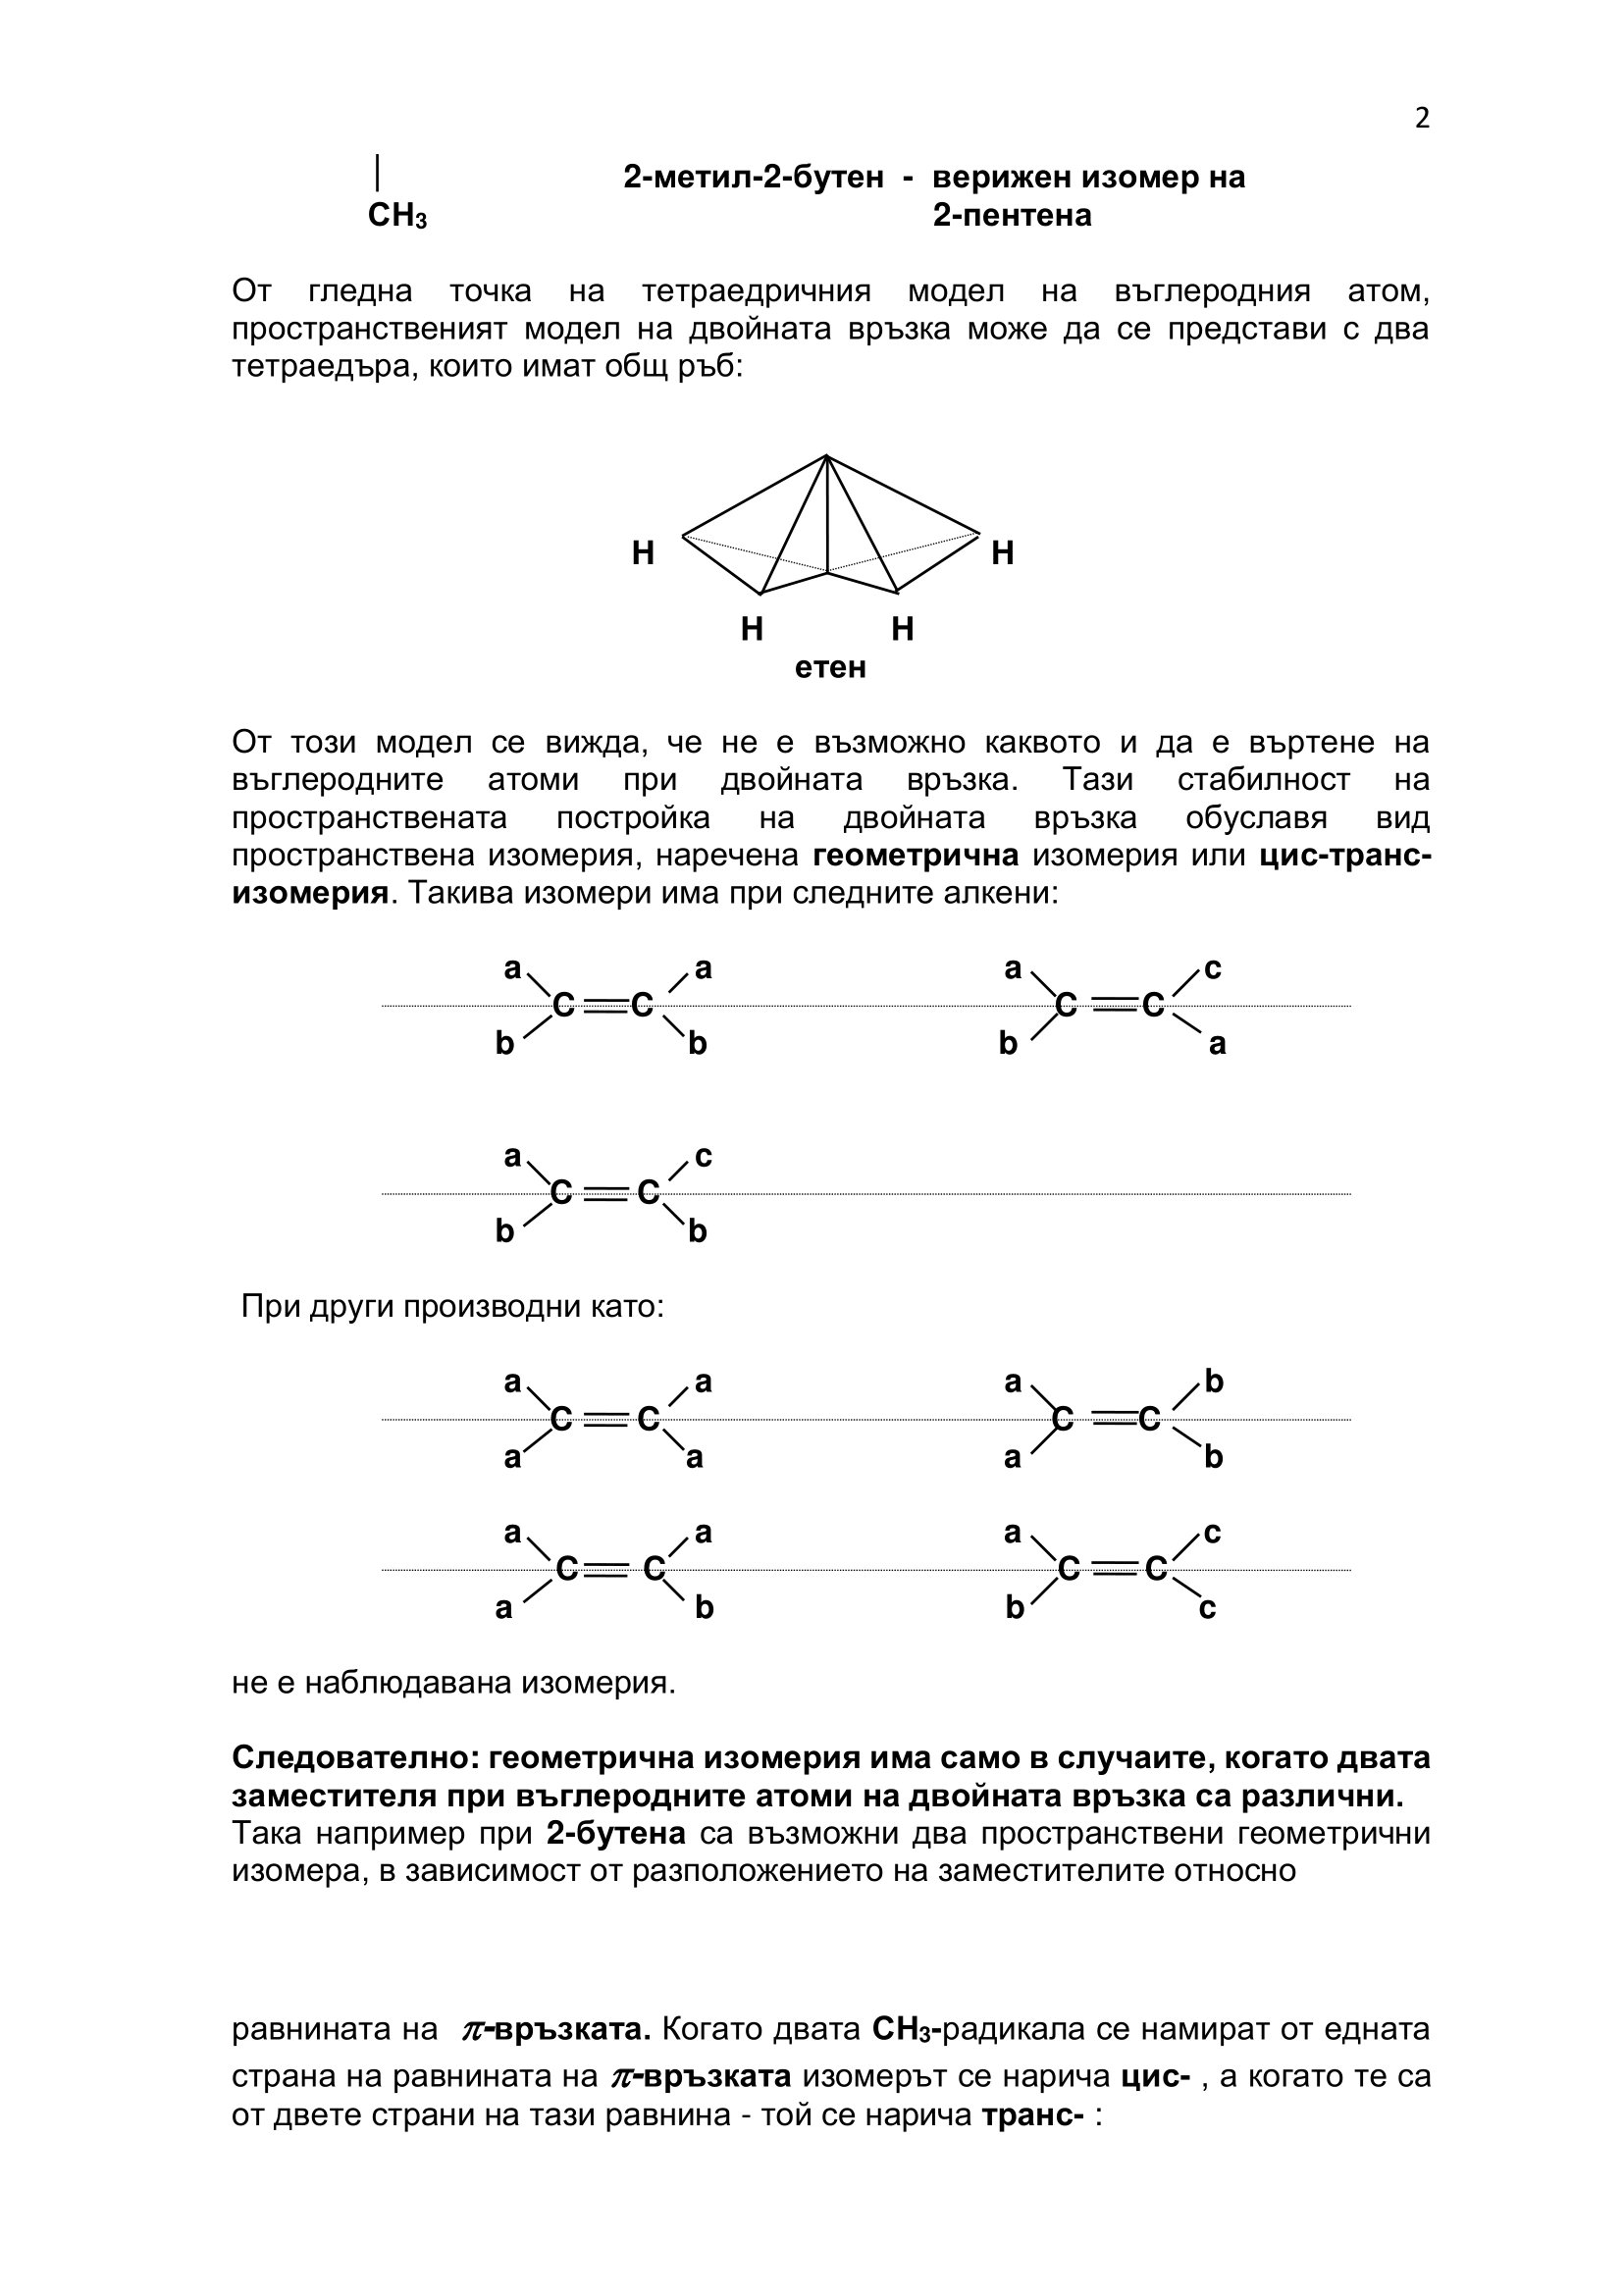 2
2-метил-2-бутен - верижен изомер на
CH3 2-пентена
От гледна точка на тетраедричния модел на въглеродния атом,
пространственият модел на двойната връзка може да се представи с два
тетраедъра, които имат общ ръб:
H H
H H
етен
От този модел се вижда, че не е възможно каквото и да е въртене на
въглеродните атоми при двойната връзка. Тази стабилност на
пространствената постройка на двойната връзка обуславя вид
пространствена изомерия, наречена геометрична изомерия или цис-транс-
изомерия. Такива изомери има при следните алкени:
a a a c
C C C C
b b b a
a c
C C
b b
При други производни като:
a a a b
C C C C
a a a b
a a a c
C C C C
a b b c
не е наблюдавана изомерия.
Следователно: геометрична изомерия има само в случаите, когато двата
заместителя при въглеродните атоми на двойната връзка са различни.
Така например при 2-бутена са възможни два пространствени геометрични
изомера, в зависимост от разположението на заместителите относно
равнината на π-връзката. Когато двата CH3-радикала се намират от едната
страна на равнината на π-връзката изомерът се нарича цис- , а когато те са
от двете страни на тази равнина - той се нарича транс- :